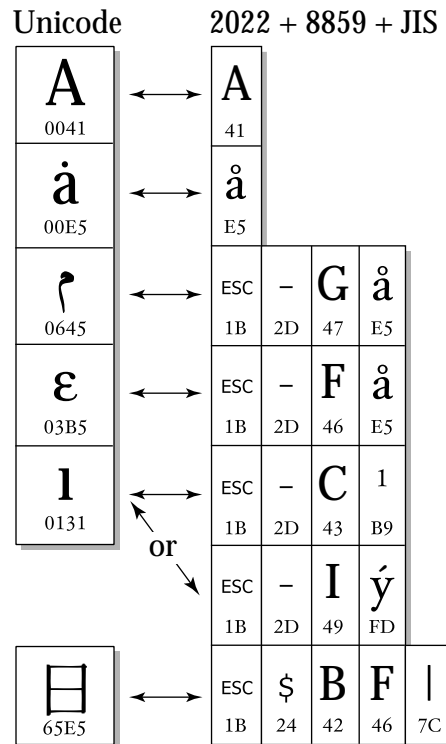 Unicode 2022 + 8859 + JIS
A A
0041 41
ȧ å
00E5 E5
م ESC – G å
0645 1B 2D 47 E5
ε ESC – F å
03B5 1B 2D 46 E5
ı ESC – C ¹
0131 1B 2D 43 B9
or
ESC – I ý
1B 2D 49 FD
日 ESC $ B F |
65E5 1B 24 42 46 7C